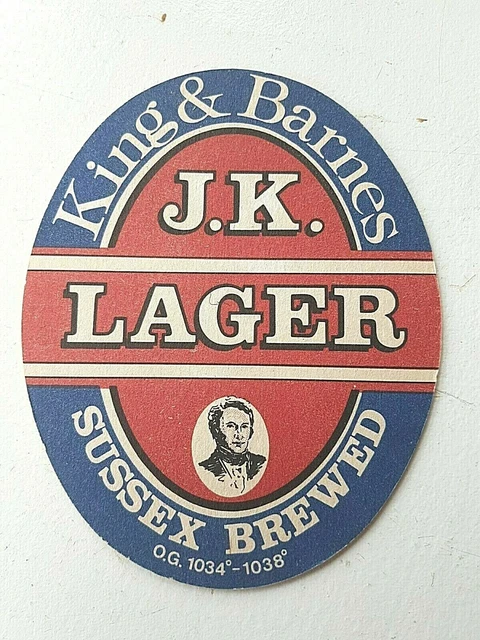 King & Barnes
J.K.
LAGER
SUSSEX BREWED
O.G. 1034°-1038°